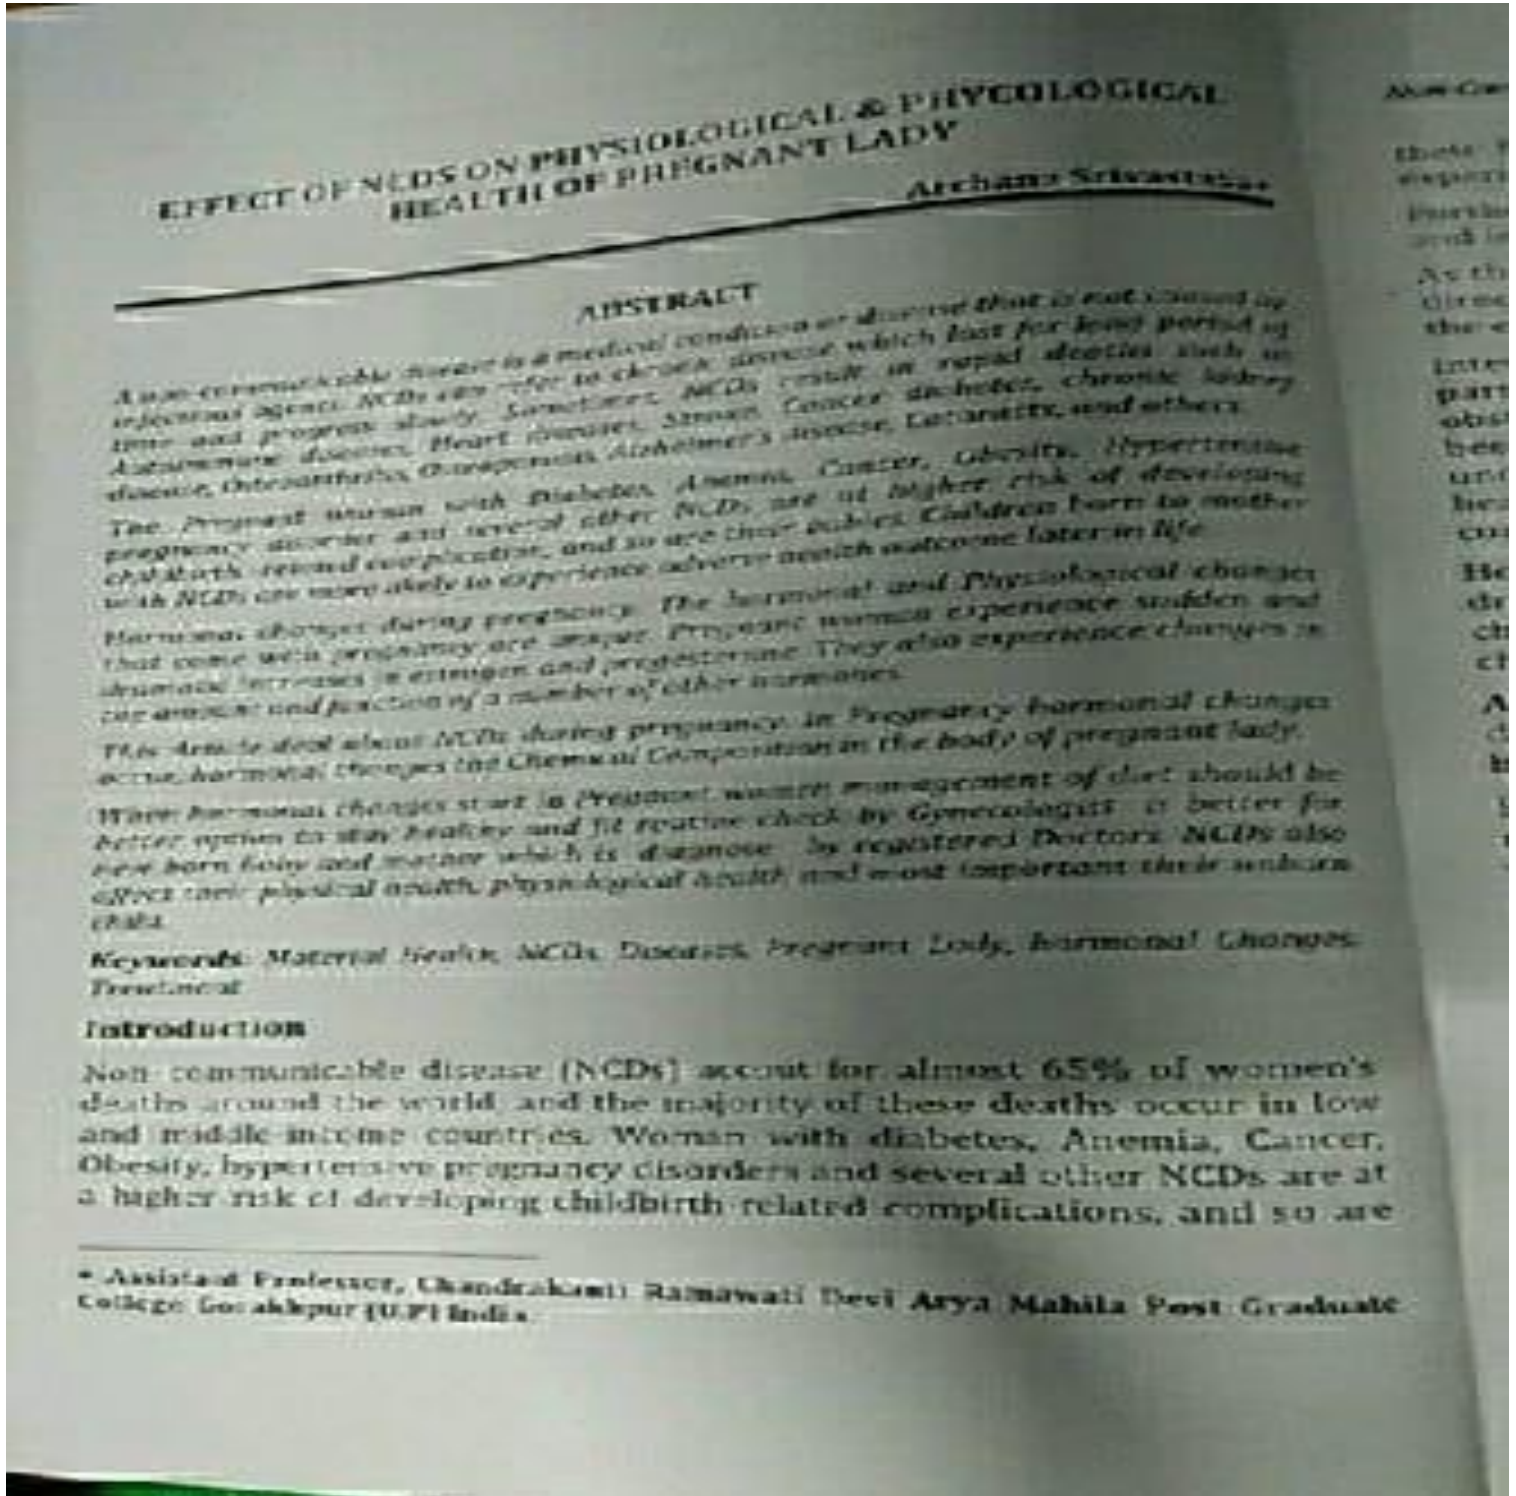 EFFECT OF NCDS ON PHYSIOLOGICAL & PHYCOLOGICAL
HEALTH OF PREGNANT LADY
Archana Srivastava*
ABSTRACT
A non-communicable disease is a medical condition or disease that is not caused by
infectious agents. NCDs can refer to chronic disease which last for long period of
time and progress slowly. Sometimes, NCDs result in rapid deaths such as
Autoimmune diseases, Heart diseases, Stroke, Cancer, diabetes, chronic kidney
disease, Osteoarthritis, Osteoporosis, Alzheimer's disease, Cataracts, and others.
The Pregnant woman with Diabetes, Anemia, Cancer, Obesity, Hypertensive
pregnancy disorder and several other NCDs are at higher risk of developing
childbirth-related complication, and so are their babies. Children born to mother
with NCDs are more likely to experience adverse health outcome later in life.
Hormonal changes during pregnancy. The hormonal and Physiological changes
that come with pregnancy are unique. Pregnant women experience sudden and
dramatic increases in estrogen and progesterone. They also experience changes in
the amount and function of a number of other hormones.
This Article deal about NCDs during pregnancy. In Pregnancy hormonal changes
occur, hormonal changes the Chemical Composition in the body of pregnant lady.
When hormonal changes start in Pregnant women management of diet should be
better option to stay healthy and fit routine check by Gynecologist is better for
new born baby and mother which is diagnose by registered Doctors. NCDs also
affect their physical health, physiological health and most important their unborn
child.
Keywords: Material Health, NCDs, Diseases, Pregnant Lady, hormonal Changes,
Treatment
Introduction
Non communicable disease (NCDs) accout for almost 65% of women's
deaths around the world, and the majority of these deaths occur in low
and middle-income countries. Woman with diabetes, Anemia, Cancer,
Obesity, hypertensive pregnancy disorders and several other NCDs are at
a higher risk of developing childbirth-related complications, and so are
* Assistant Professor, Chandrakanti Ramawati Devi Arya Mahila Post Graduate
College Gorakhpur (U.P) India.